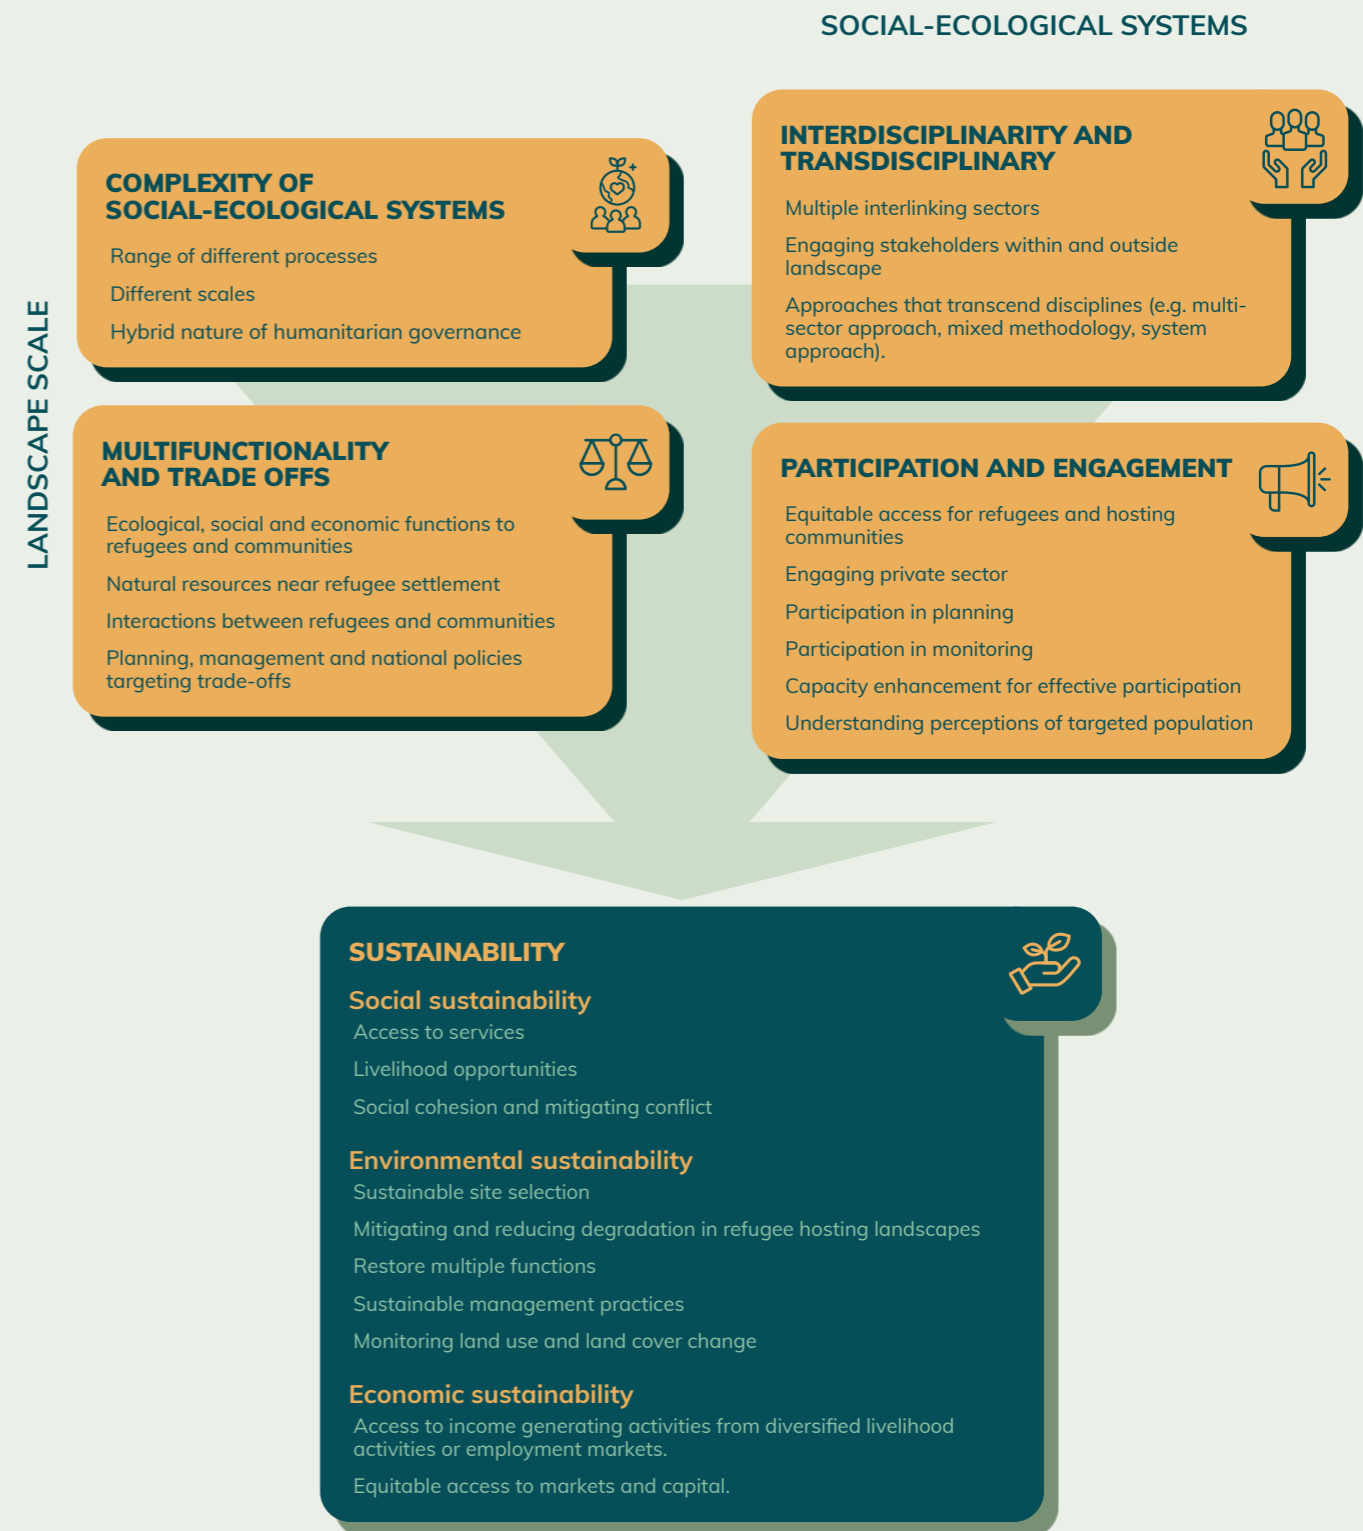 SOCIAL-ECOLOGICAL SYSTEMS
LANDSCAPE SCALE
COMPLEXITY OF
SOCIAL-ECOLOGICAL SYSTEMS
Range of different processes
Different scales
Hybrid nature of humanitarian governance
INTERDISCIPLINARITY AND
TRANSDISCIPLINARY
Multiple interlinking sectors
Engaging stakeholders within and outside
landscape
Approaches that transcend disciplines (e.g. multi-
sector approach, mixed methodology, system
approach).
MULTIFUNCTIONALITY
AND TRADE OFFS
Ecological, social and economic functions to
refugees and communities
Natural resources near refugee settlement
Interactions between refugees and communities
Planning, management and national policies
targeting trade-offs
PARTICIPATION AND ENGAGEMENT
Equitable access for refugees and hosting
communities
Engaging private sector
Participation in planning
Participation in monitoring
Capacity enhancement for effective participation
Understanding perceptions of targeted population
SUSTAINABILITY
Social sustainability
Access to services
Livelihood opportunities
Social cohesion and mitigating conflict
Environmental sustainability
Sustainable site selection
Mitigating and reducing degradation in refugee hosting landscapes
Restore multiple functions
Sustainable management practices
Monitoring land use and land cover change
Economic sustainability
Access to income generating activities from diversified livelihood
activities or employment markets.
Equitable access to markets and capital.